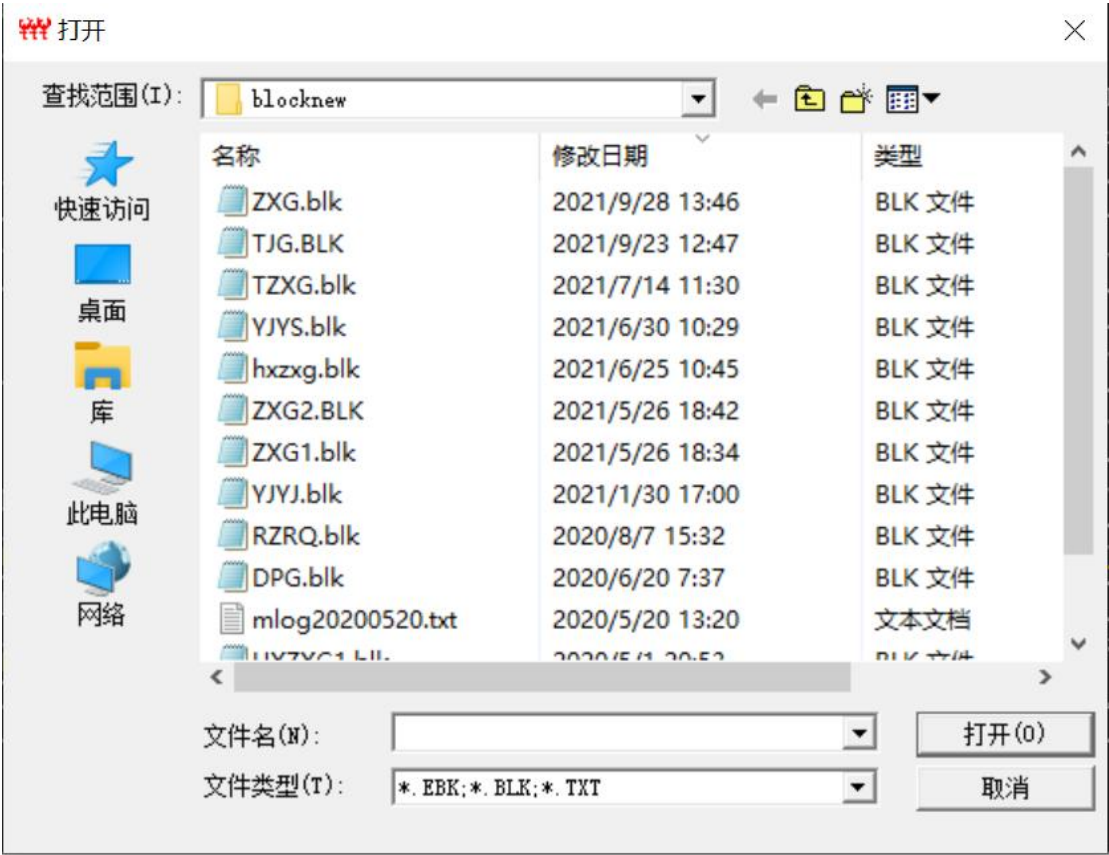 打开
查找范围(I):
blocknew
名称 修改日期 类型
ZXG.blk 2021/9/28 13:46 BLK 文件
TJG.BLK 2021/9/23 12:47 BLK 文件
TZXG.blk 2021/7/14 11:30 BLK 文件
YJYS.blk 2021/6/30 10:29 BLK 文件
hxzxg.blk 2021/6/25 10:45 BLK 文件
ZXG2.BLK 2021/5/26 18:42 BLK 文件
ZXG1.blk 2021/5/26 18:34 BLK 文件
YJYJ.blk 2021/1/30 17:00 BLK 文件
RZRQ.blk 2020/8/7 15:32 BLK 文件
DPG.blk 2020/6/20 7:37 BLK 文件
mlog20200520.txt 2020/5/20 13:20 文本文档
快速访问
桌面
库
此电脑
网络
文件名(N):
打开(O)
文件类型(T):
*.EBK;*.BLK;*.TXT
取消